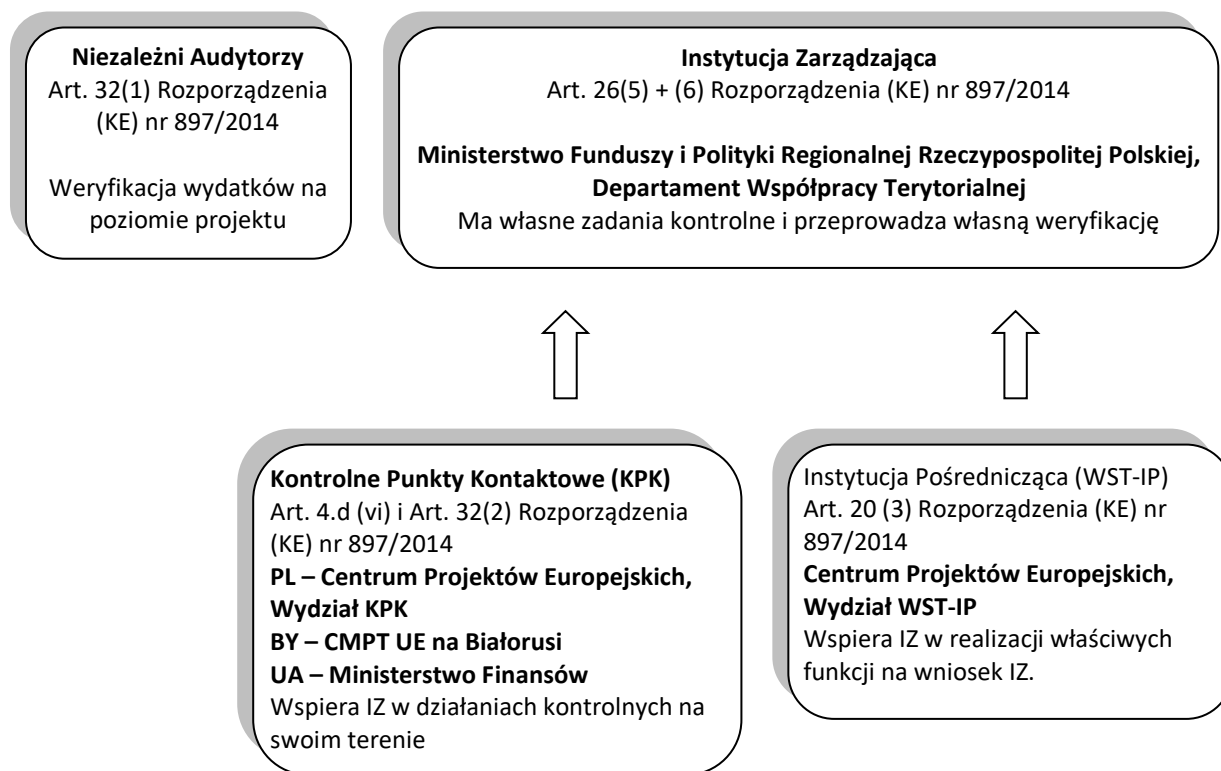 Niezależni Audytorzy
Art. 32(1) Rozporządzenia
(KE) nr 897/2014
Weryfikacja wydatków na
poziomie projektu
Instytucja Zarządzająca
Art. 26(5) + (6) Rozporządzenia (KE) nr 897/2014
Ministerstwo Funduszy i Polityki Regionalnej Rzeczypospolitej Polskiej,
Departament Współpracy Terytorialnej
Ma własne zadania kontrolne i przeprowadza własną weryfikację
Kontrolne Punkty Kontaktowe (KPK)
Art. 4.d (vi) i Art. 32(2) Rozporządzenia
(KE) nr 897/2014
PL – Centrum Projektów Europejskich,
Wydział KPK
BY – CMPT UE na Białorusi
UA – Ministerstwo Finansów
Wspiera IZ w działaniach kontrolnych na
swoim terenie
Instytucja Pośrednicząca (WST-IP)
Art. 20 (3) Rozporządzenia (KE) nr
897/2014
Centrum Projektów Europejskich,
Wydział WST-IP
Wspiera IZ w realizacji właściwych
funkcji na wniosek IZ.